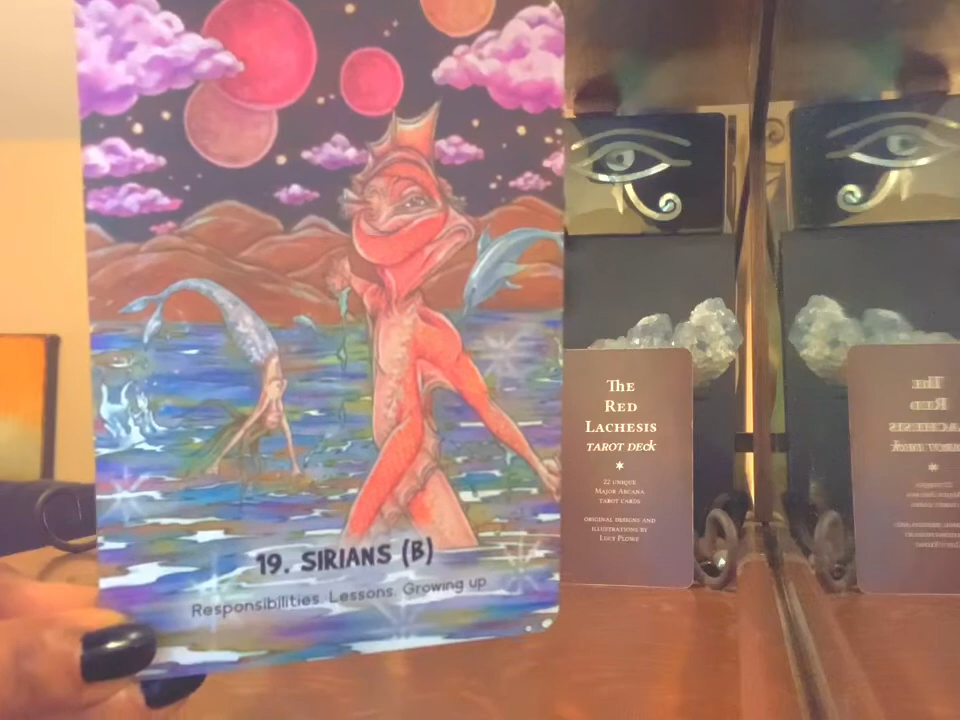 19. SIRIANS (B)
Responsibilities. Lessons. Growing up
The
Red
Lachesis
TAROT DECK
22 UNIQUE
MAJOR ARCANA
TAROT CARDS
ORIGINAL DESIGNS AND
ILLUSTRATIONS BY
LUCY PLOWE